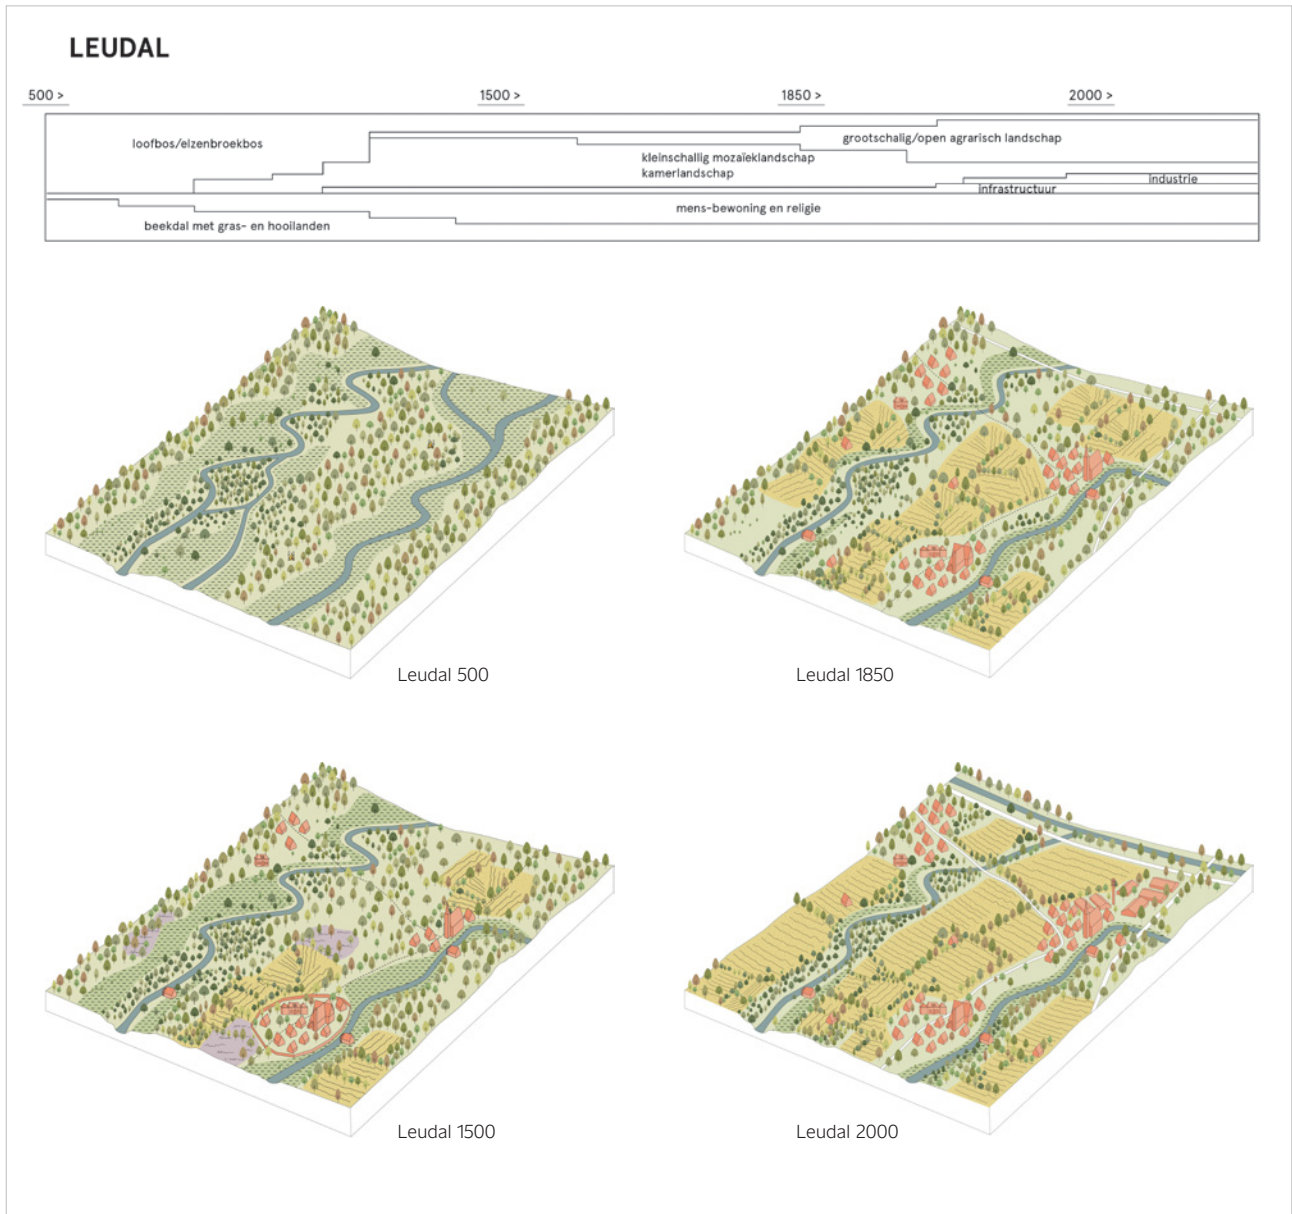 LEUDAL
500 >
1500 >
1850 >
2000 >
loofbos/elzenbroekbos
grootschalig/open agrarisch landschap
kleinschallig mozaïeklandschap
kamerlandschap
industrie
infrastructuur
mens-bewoning en religie
beekdal met gras- en hooilanden
Leudal 500
Leudal 1850
Leudal 1500
Leudal 2000